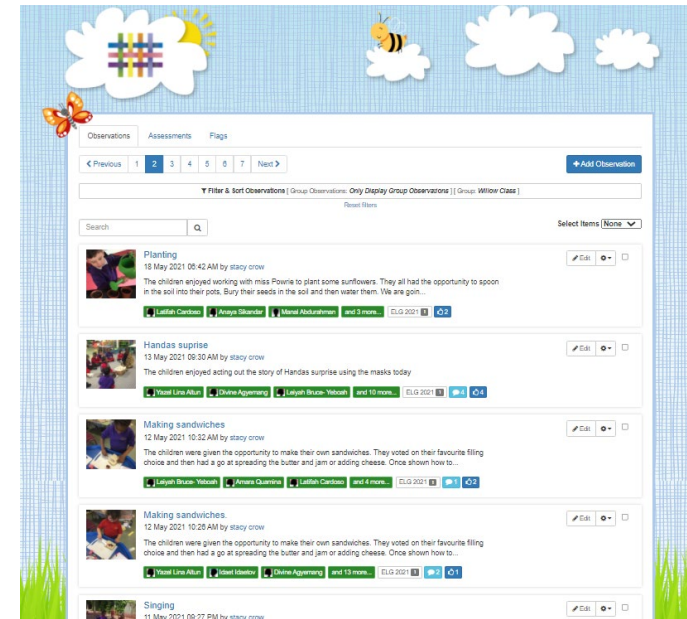 Observations Assessments Flags
Previous 1 2 3 4 5 6 7 Next
+ Add Observation
Filter & Sort Observations [ Group Observations: Only Display Group Observations ] [ Group: Willow Class ]
Reset filters
Search
Select Items None
Planting
Edit
18 May 2021 06:42 AM by stacy crow
The children enjoyed working with miss Powrie to plant some sunflowers. They all had the opportunity to spoon
in the soil into their pots, Bury their seeds in the soil and then water them. We are goin...
Latifah Cardoso Anaya Sikandar Manal Abdurahman and 3 more... ELG 2021 1 2
Handas suprise
Edit
13 May 2021 09:30 AM by stacy crow
The children enjoyed acting out the story of Handas surprise using the masks today
Yazel Lina Altun Divine Agyemang Leiyah Bruce- Yeboah and 10 more... ELG 2021 1 4 4
Making sandwiches
Edit
12 May 2021 10:32 AM by stacy crow
The children were given the opportunity to make their own sandwiches. They voted on their favourite filling
choice and then had a go at spreading the butter and jam or adding cheese. Once shown how to...
Leiyah Bruce- Yeboah Amara Quamina Latifah Cardoso and 4 more... ELG 2021 1 1 2
Making sandwiches.
Edit
12 May 2021 10:26 AM by stacy crow
The children were given the opportunity to make their own sandwiches. They voted on their favourite filling
choice and then had a go at spreading the butter and jam or adding cheese. Once shown how to...
Yazel Lina Altun Divine Agyemang and 13 more... ELG 2021 1 2 1
Singing
Edit
11 May 2021 09:27 PM by stacy crow